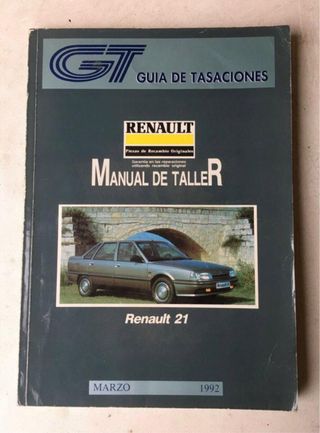 GT GUIA DE TASACIONES
RENAULT
Piezas de Recambio Originales
Garantía en las reparaciones
utilizando recambio original
MANUAL DE TALLER
Renault 21
MARZO 1992